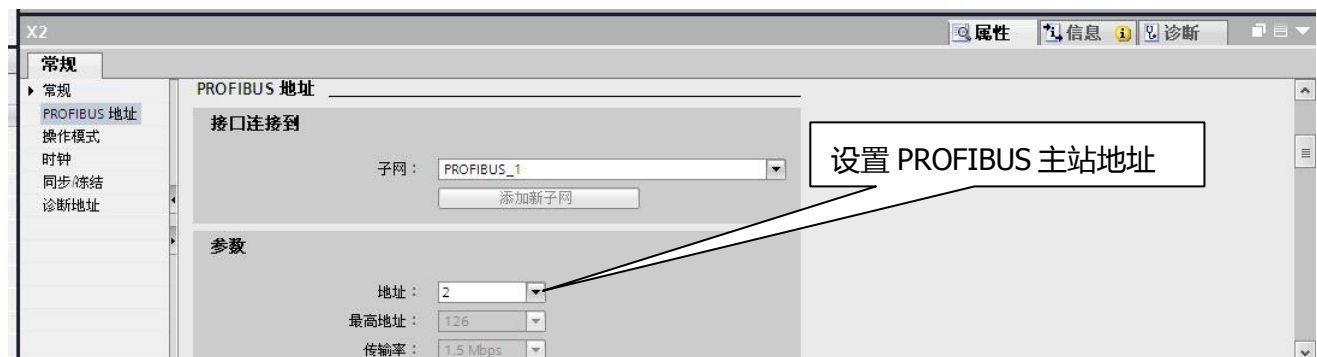 X2
属性 信息 诊断
常规
常规
PROFIBUS 地址
操作模式
时钟
同步/冻结
诊断地址
PROFIBUS 地址
接口连接到
子网： PROFIBUS_1
添加新子网
参数
地址： 2
最高地址： 126
传输率： 1.5 Mbps
设置 PROFIBUS 主站地址